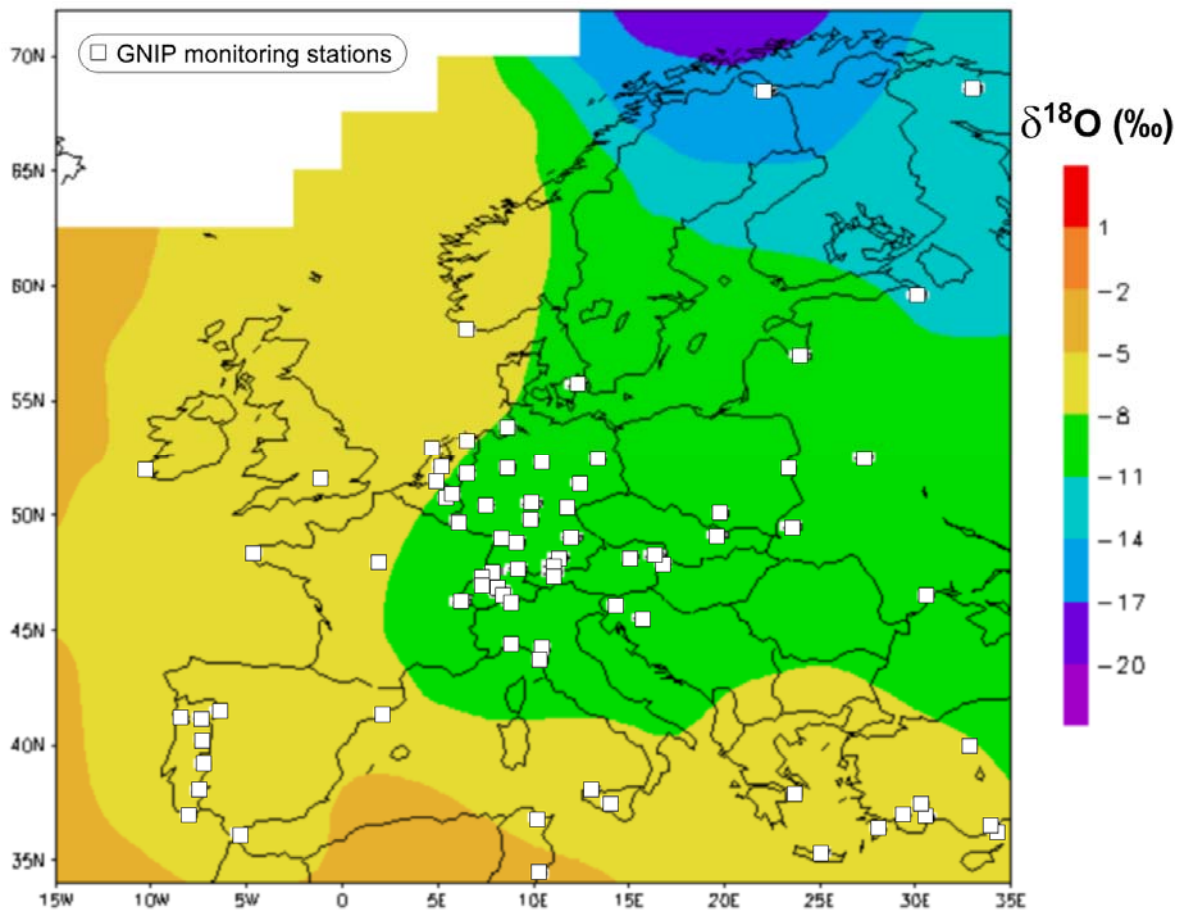 GNIP monitoring stations
70N
65N
60N
55N
50N
45N
40N
35N
15W 10W 5W 0 5E 10E 15E 20E 25E 30E 35E
δ18O (‰)
1
−2
−5
−8
−11
−14
−17
−20